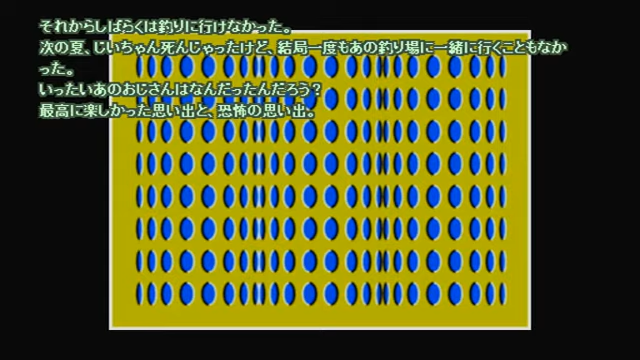 それからしばらくは釣りに行けなかった。
次の夏、じいちゃん死んじゃったけど、結局一度もあの釣り場に一緒に行くこともなか
った。
いったいあのおじさんはなんだったんだろう？
最高に楽しかった思い出と、恐怖の思い出。